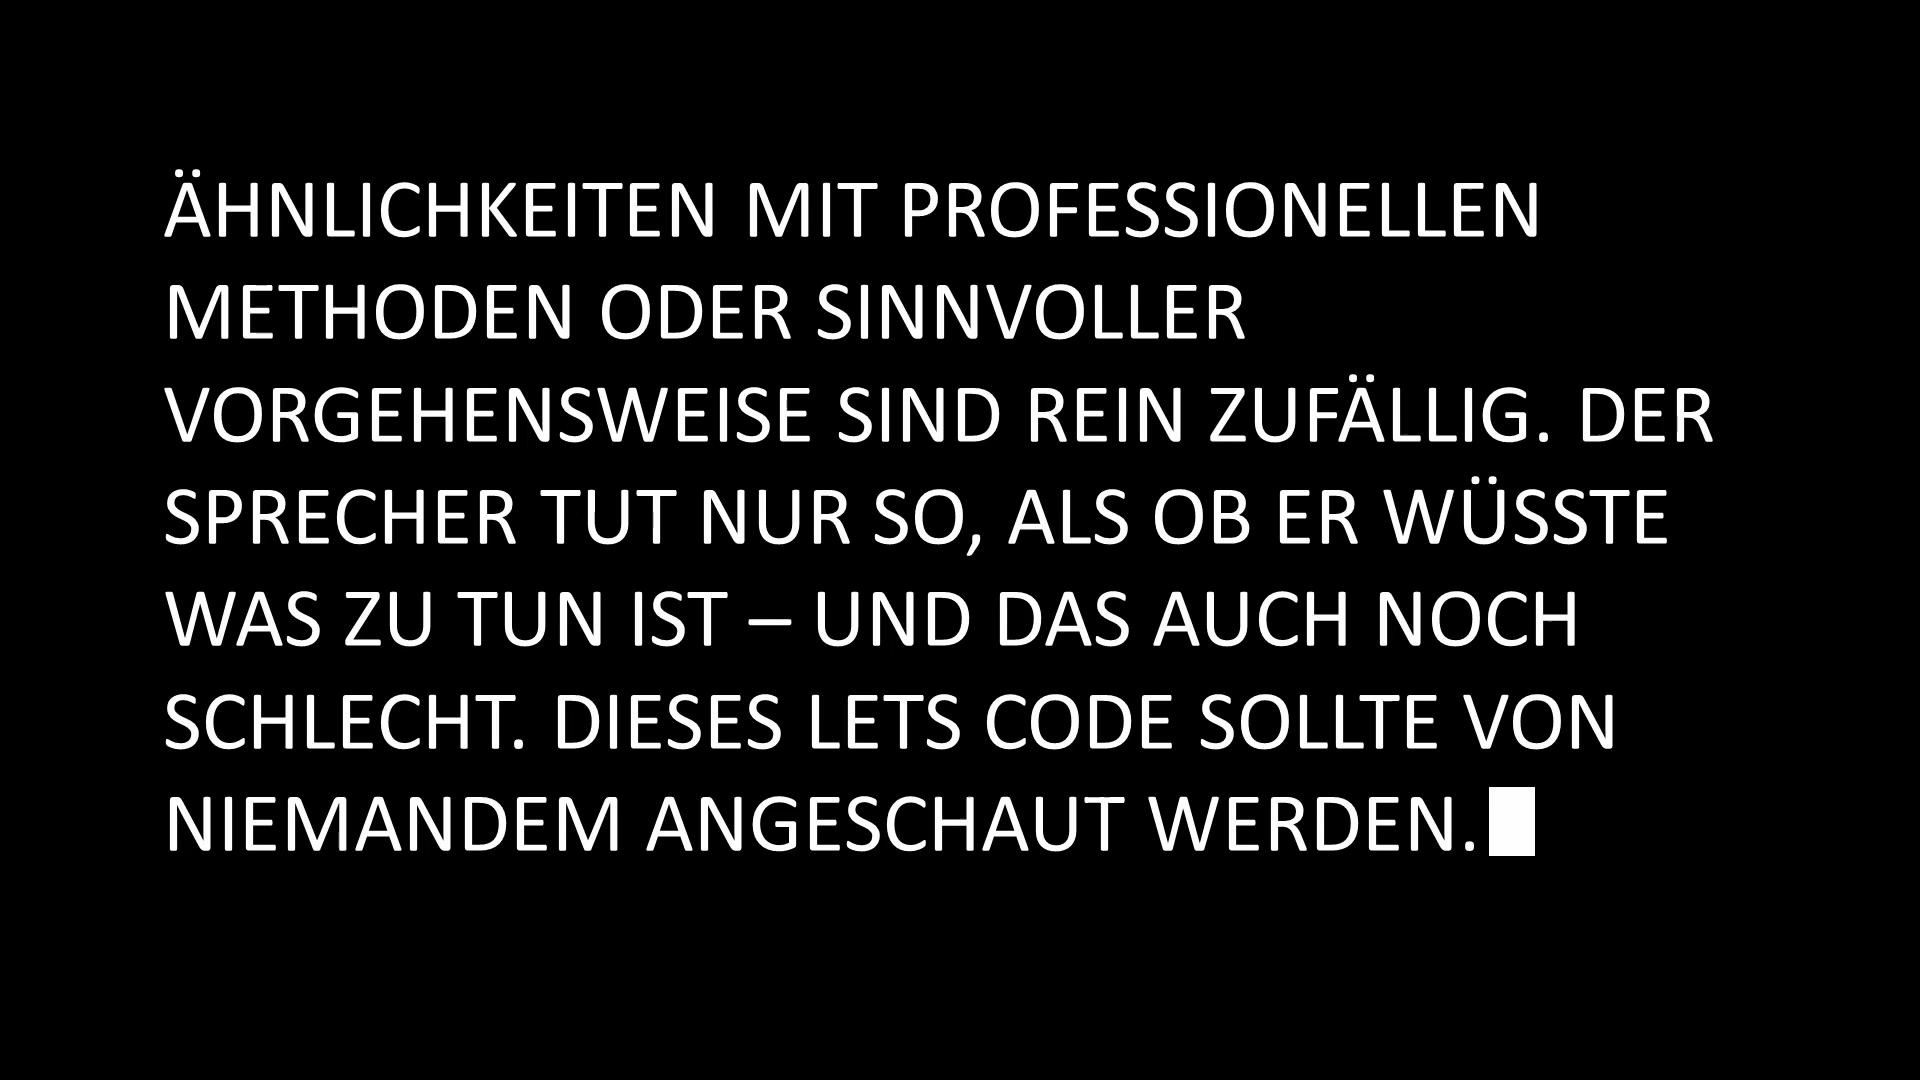 ÄHNLICHKEITEN MIT PROFESSIONELLEN
METHODEN ODER SINNVOLLER
VORGEHENSWEISE SIND REIN ZUFÄLLIG. DER
SPRECHER TUT NUR SO, ALS OB ER WÜSSTE
WAS ZU TUN IST – UND DAS AUCH NOCH
SCHLECHT. DIESES LETS CODE SOLLTE VON
NIEMANDEM ANGESCHAUT WERDEN.